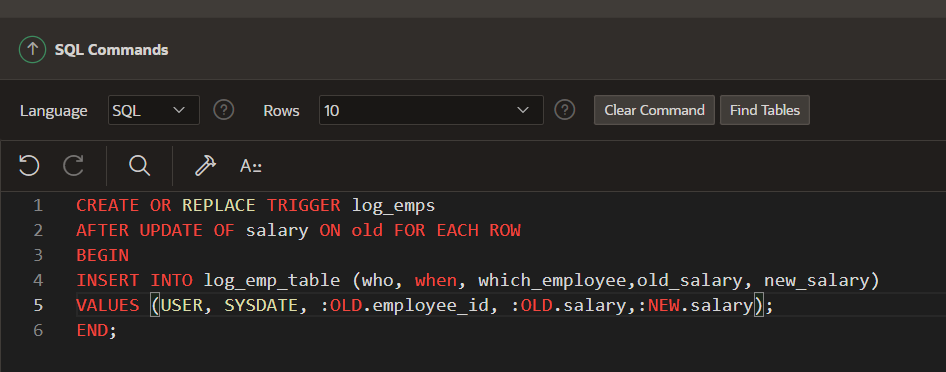 SQL Commands
Language SQL ? Rows 10 ? Clear Command Find Tables
A::
1 CREATE OR REPLACE TRIGGER log_emps
2 AFTER UPDATE OF salary ON old FOR EACH ROW
3 BEGIN
4 INSERT INTO log_emp_table (who, when, which_employee,old_salary, new_salary)
5 VALUES (USER, SYSDATE, :OLD.employee_id, :OLD.salary,:NEW.salary);
6 END;